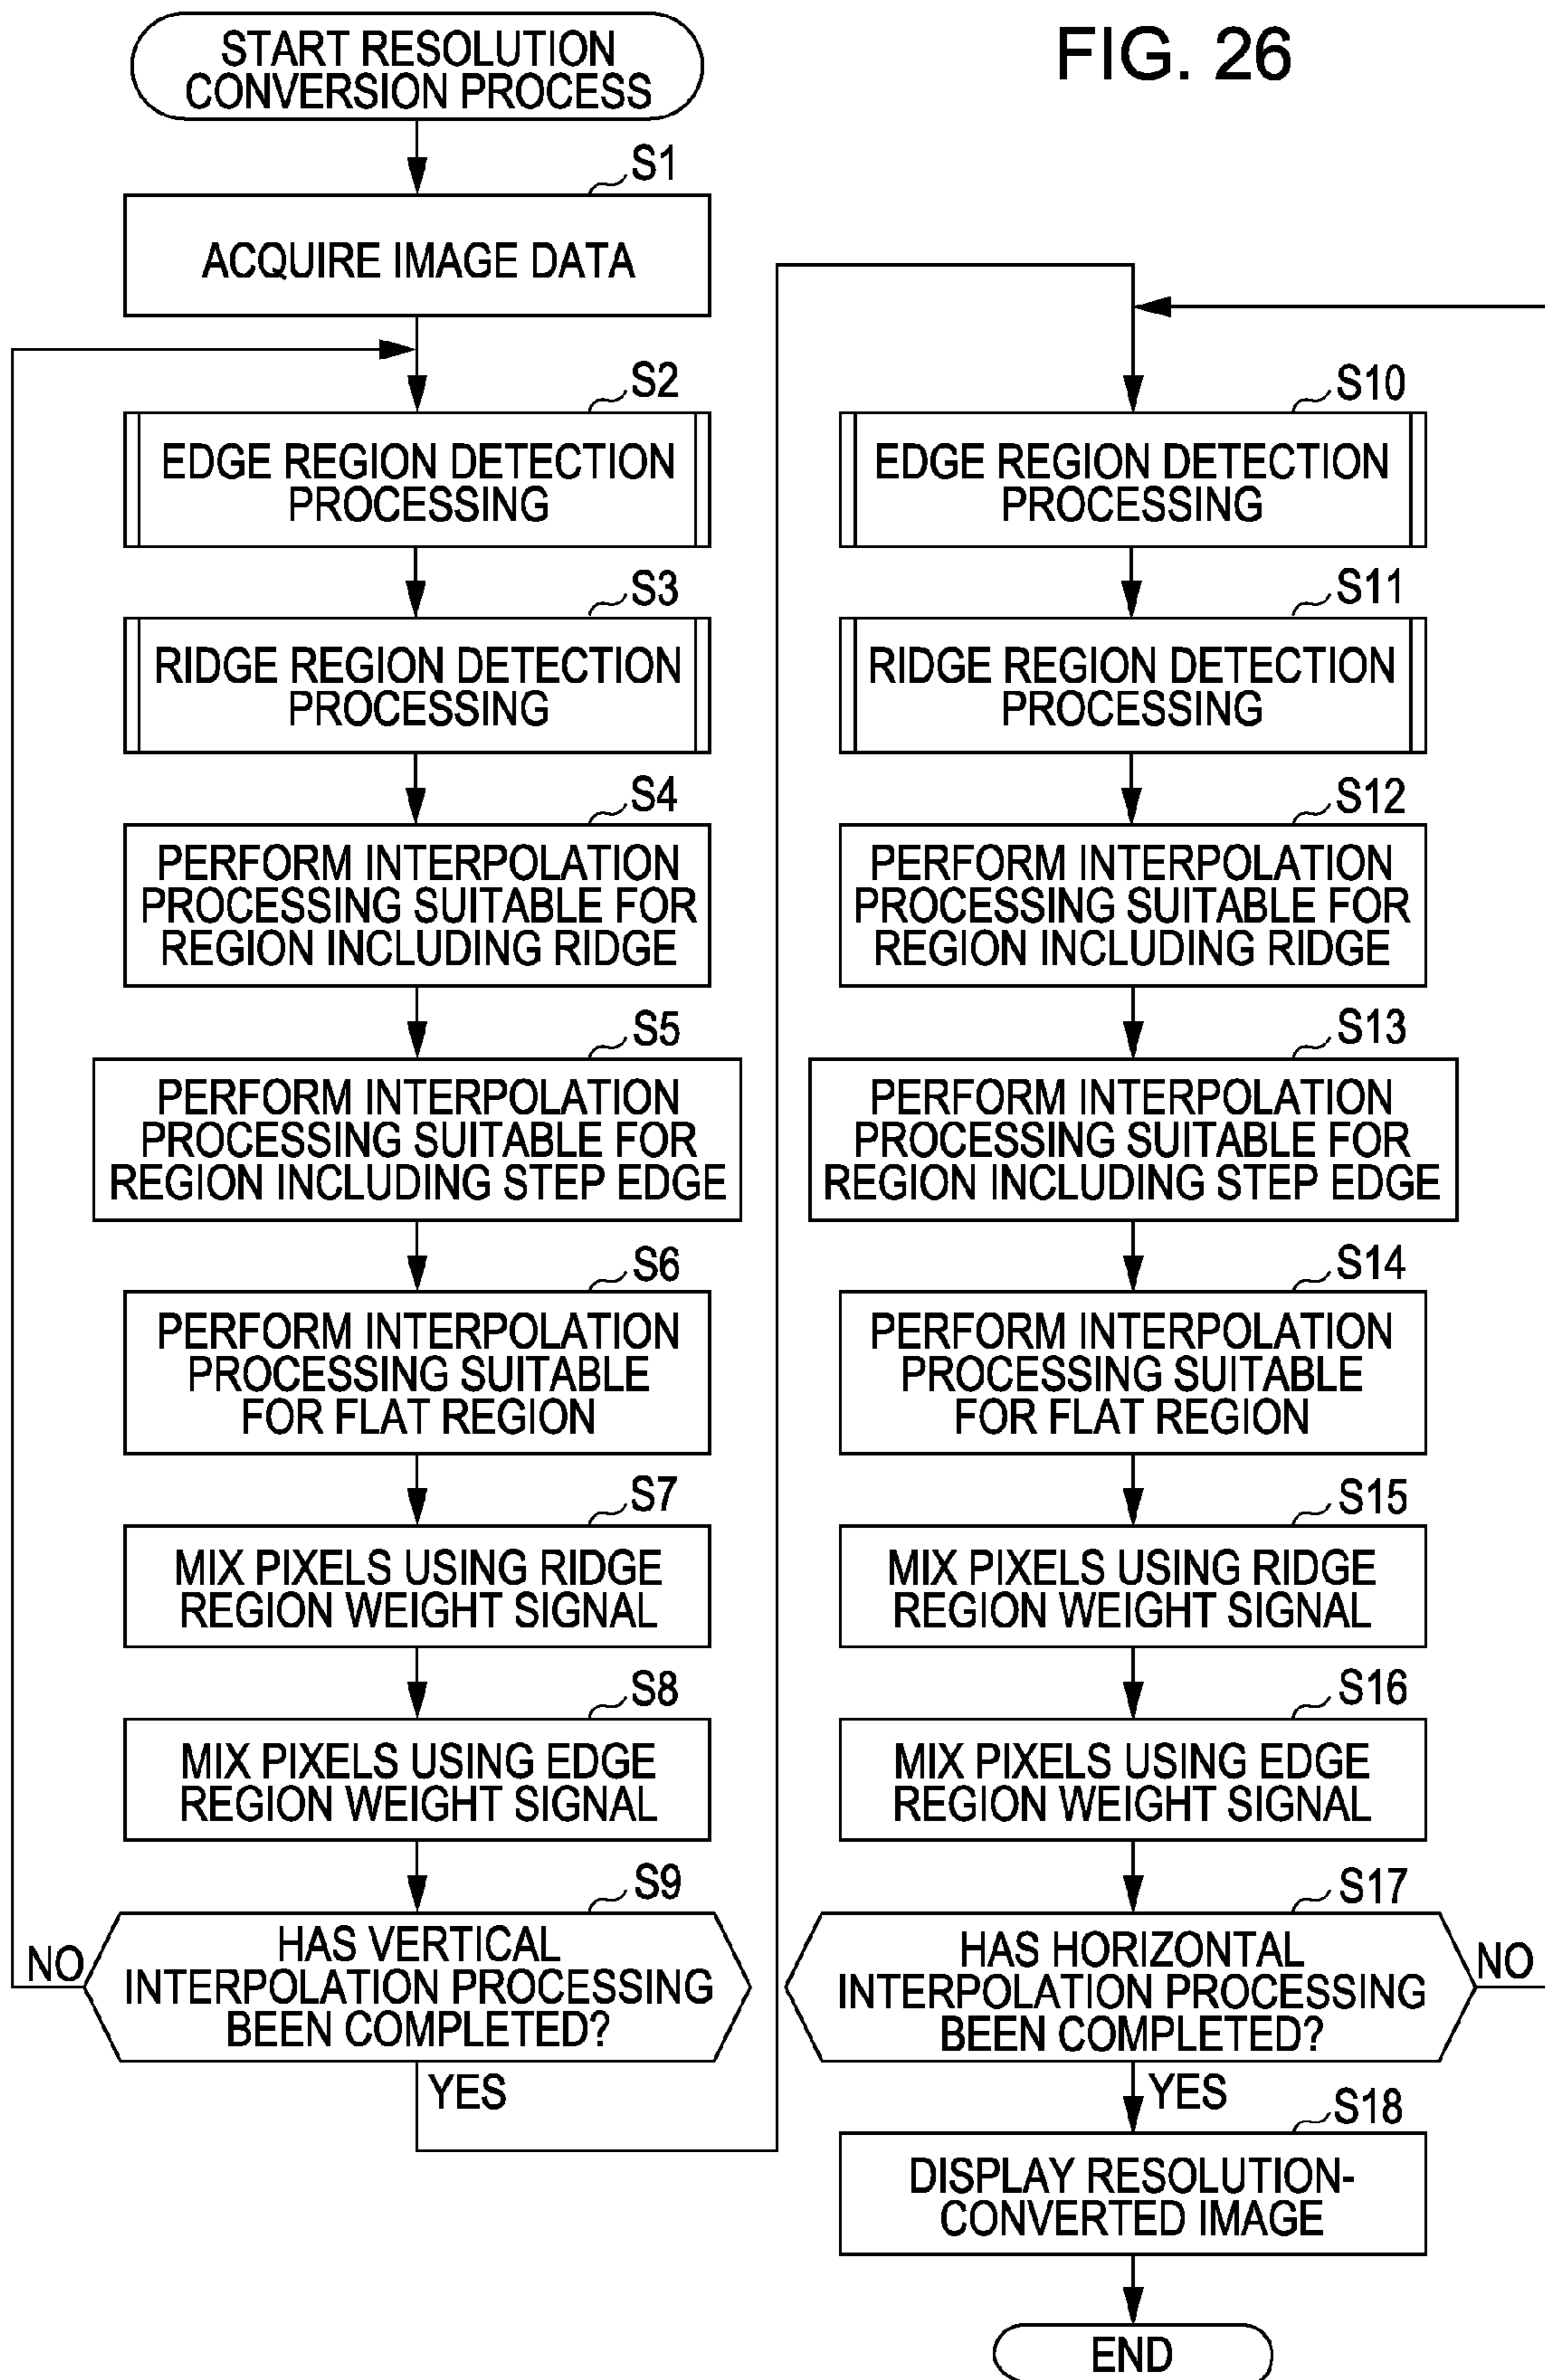 FIG. 26
START RESOLUTION
CONVERSION PROCESS
S1
ACQUIRE IMAGE DATA
S2
EDGE REGION DETECTION
PROCESSING
S3
RIDGE REGION DETECTION
PROCESSING
S4
PERFORM INTERPOLATION
PROCESSING SUITABLE FOR
REGION INCLUDING RIDGE
S5
PERFORM INTERPOLATION
PROCESSING SUITABLE FOR
REGION INCLUDING STEP EDGE
S6
PERFORM INTERPOLATION
PROCESSING SUITABLE
FOR FLAT REGION
S7
MIX PIXELS USING RIDGE
REGION WEIGHT SIGNAL
S8
MIX PIXELS USING EDGE
REGION WEIGHT SIGNAL
S9
HAS VERTICAL
INTERPOLATION PROCESSING
BEEN COMPLETED?
NO
YES
S10
EDGE REGION DETECTION
PROCESSING
S11
RIDGE REGION DETECTION
PROCESSING
S12
PERFORM INTERPOLATION
PROCESSING SUITABLE FOR
REGION INCLUDING RIDGE
S13
PERFORM INTERPOLATION
PROCESSING SUITABLE FOR
REGION INCLUDING STEP EDGE
S14
PERFORM INTERPOLATION
PROCESSING SUITABLE
FOR FLAT REGION
S15
MIX PIXELS USING RIDGE
REGION WEIGHT SIGNAL
S16
MIX PIXELS USING EDGE
REGION WEIGHT SIGNAL
S17
HAS HORIZONTAL
INTERPOLATION PROCESSING
BEEN COMPLETED?
NO
YES
S18
DISPLAY RESOLUTION-
CONVERTED IMAGE
END